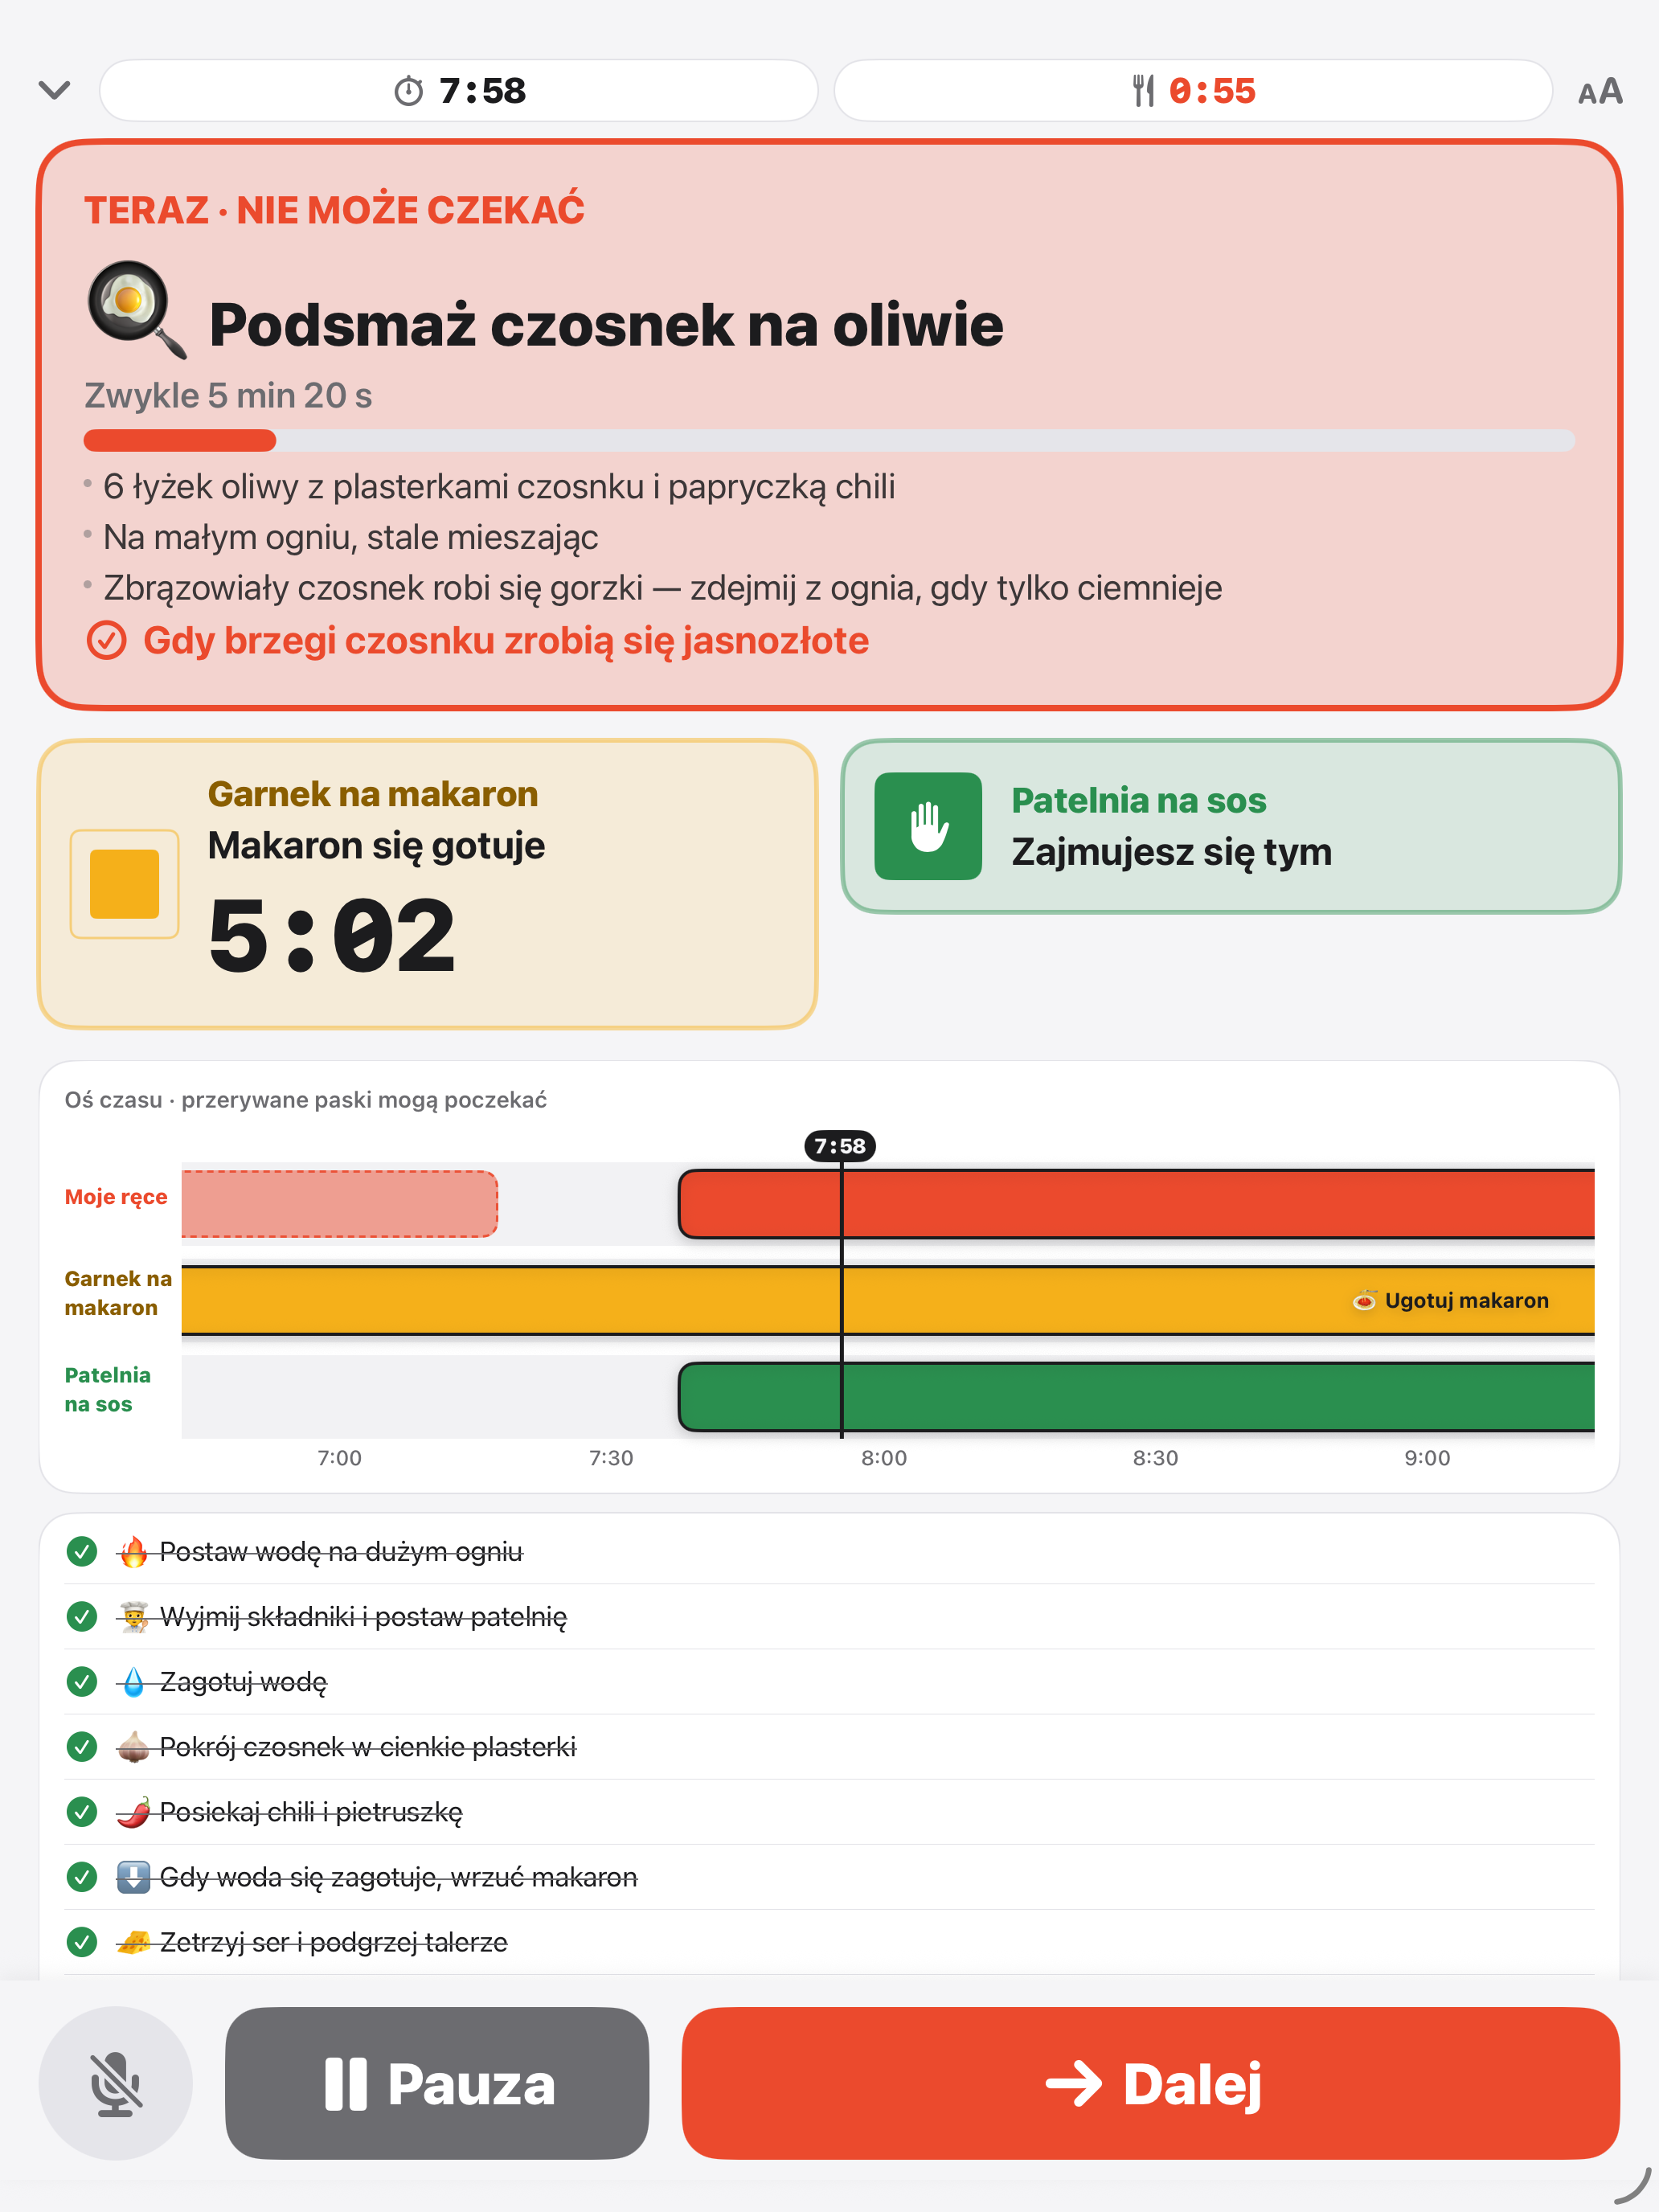 7:58
0:55
AA
TERAZ · NIE MOŻE CZEKAĆ
Podsmaż czosnek na oliwie
Zwykle 5 min 20 s
• 6 łyżek oliwy z plasterkami czosnku i papryczką chili
• Na małym ogniu, stale mieszając
• Zbrązowiały czosnek robi się gorzki — zdejmij z ognia, gdy tylko ciemnieje
Gdy brzegi czosnku zrobią się jasnozłote
Garnek na makaron
Makaron się gotuje
5:02
Patelnia na sos
Zajmujesz się tym
Oś czasu · przerywane paski mogą poczekać
7:58
Moje ręce
Garnek na
makaron
Ugotuj makaron
Patelnia
na sos
7:00
7:30
8:00
8:30
9:00
Postaw wodę na dużym ogniu
Wyjmij składniki i postaw patelnię
Zagotuj wodę
Pokrój czosnek w cienkie plasterki
Posiekaj chili i pietruszkę
Gdy woda się zagotuje, wrzuć makaron
Zetrzyj ser i podgrzej talerze
Pauza
Dalej